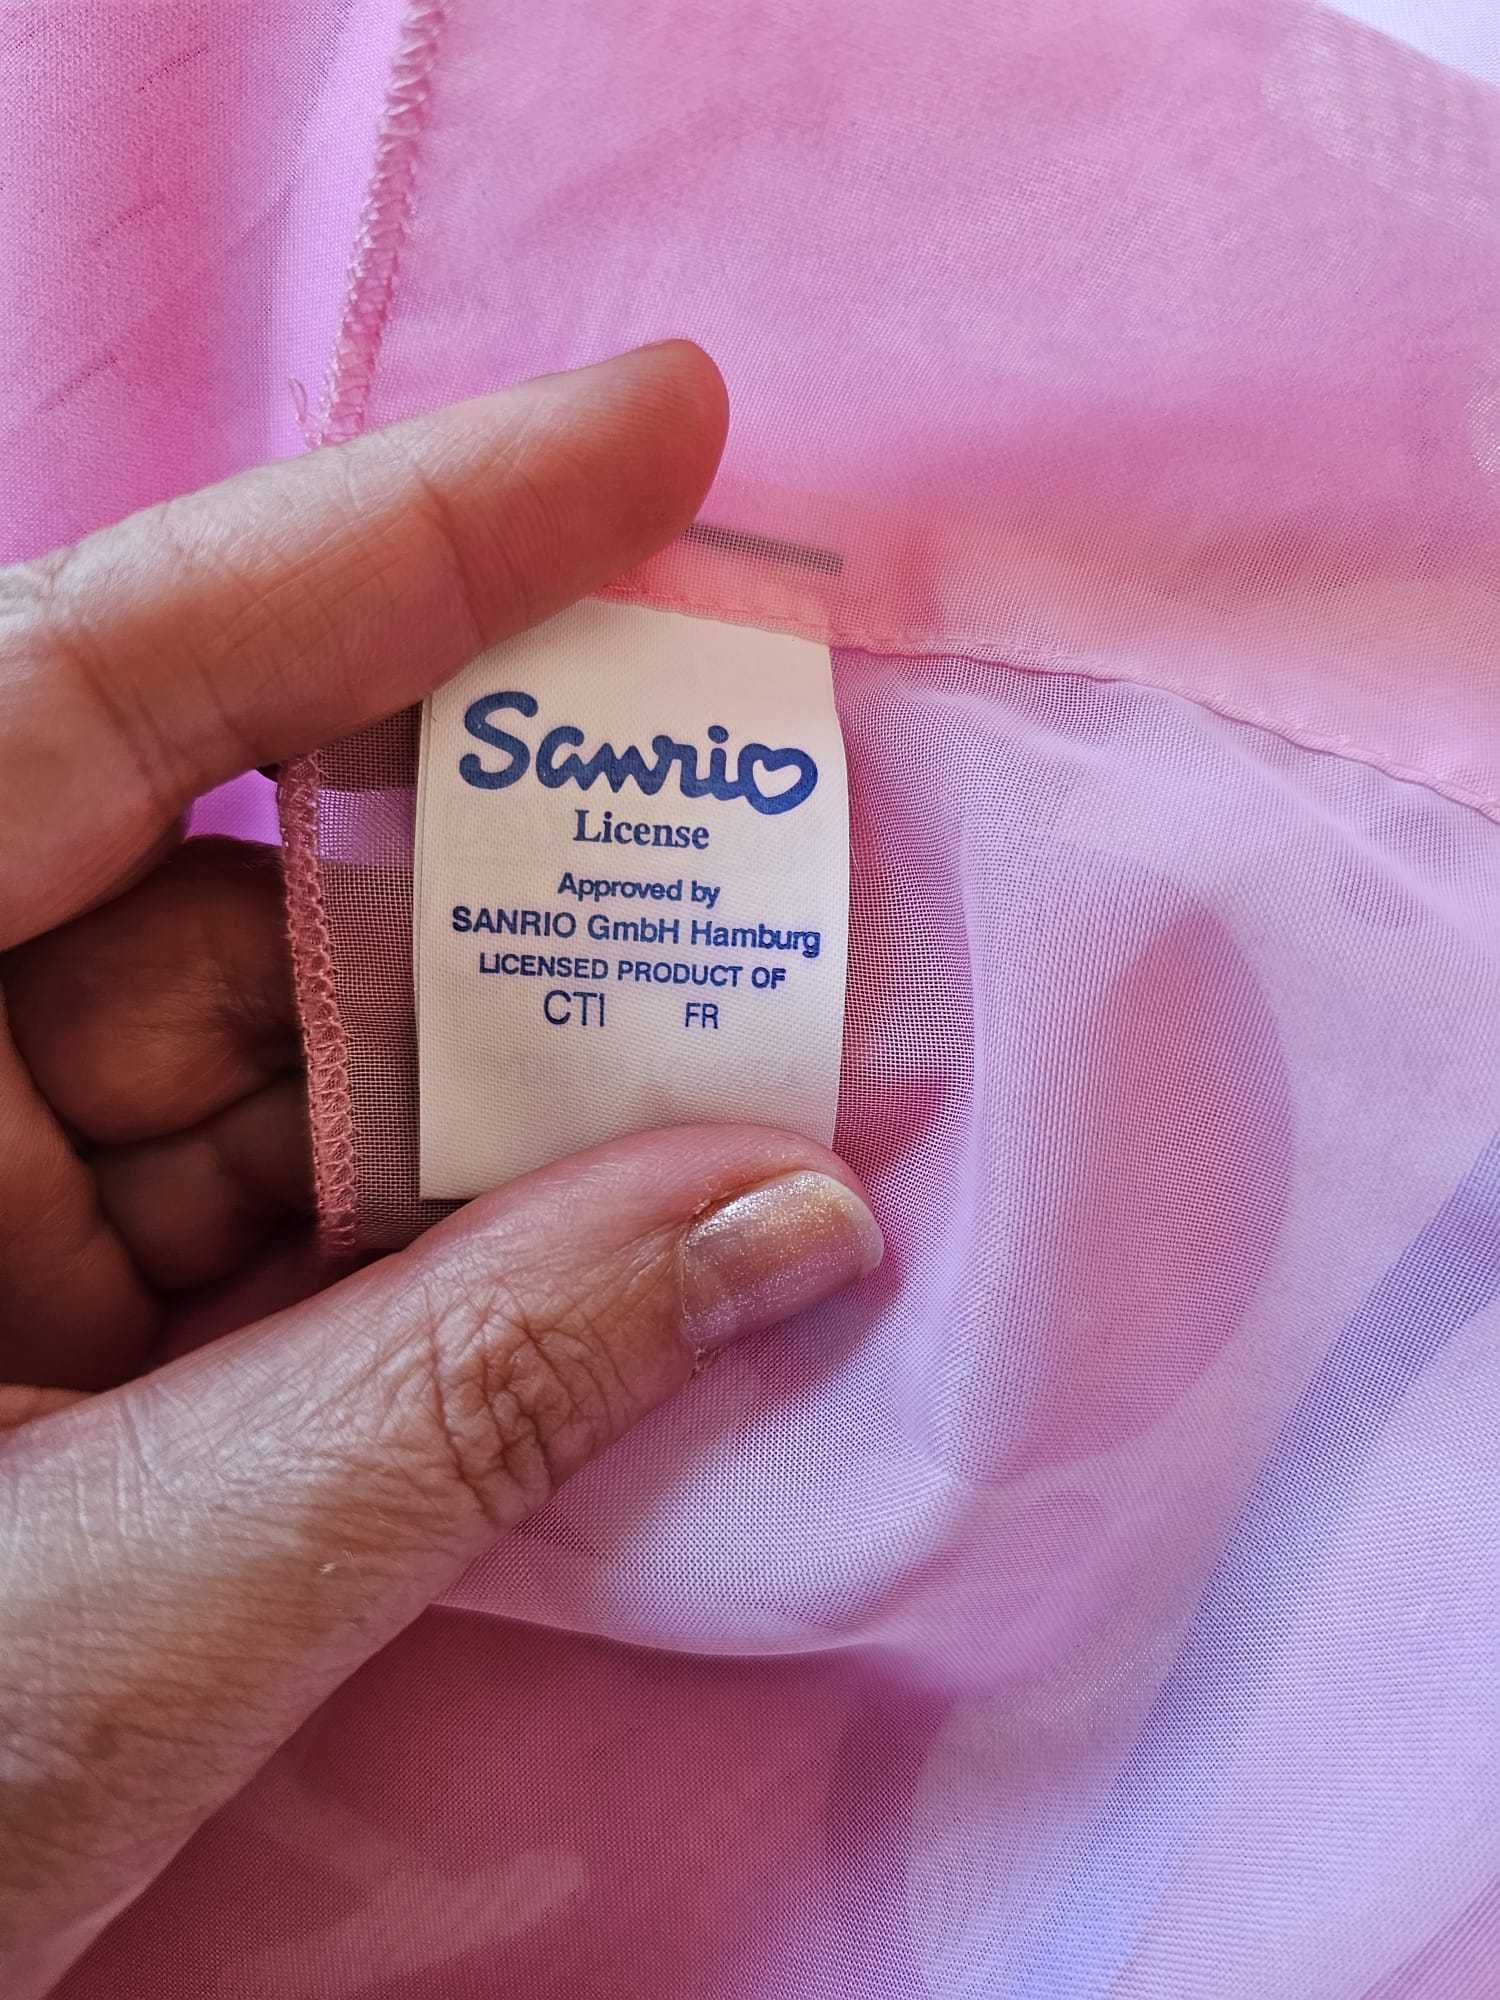 Sanrio
License
Approved by
SANRIO GmbH Hamburg
LICENSED PRODUCT OF
CTI FR